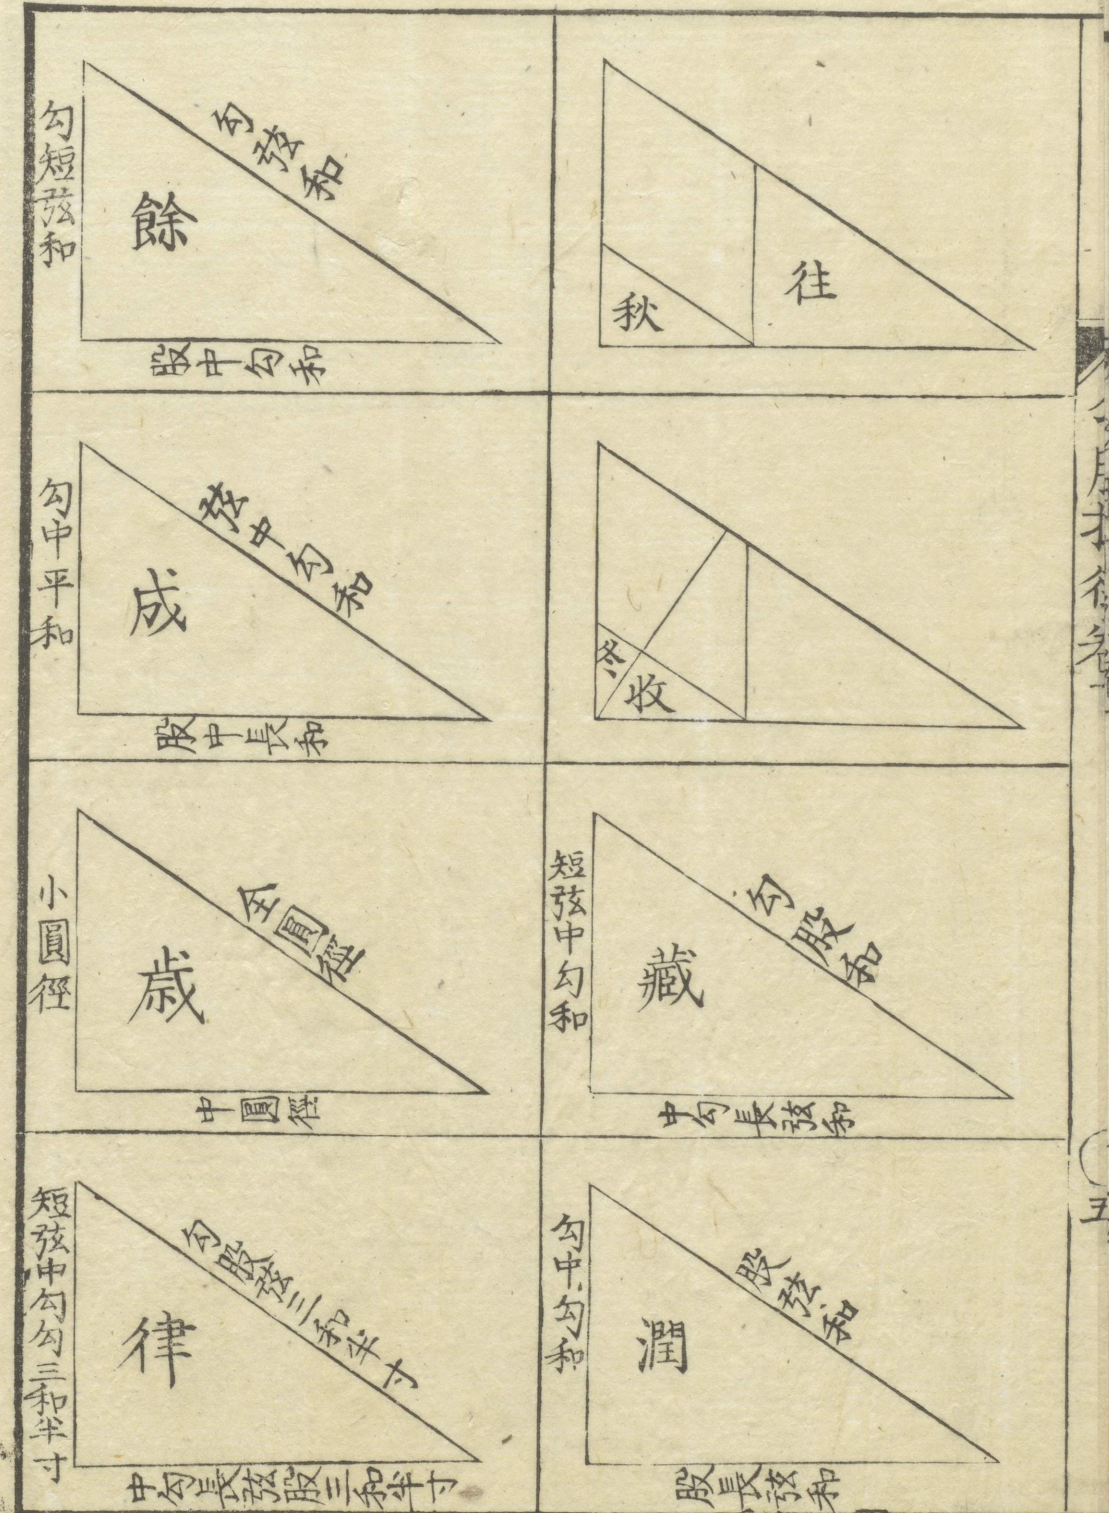 往
秋
冬
收
短弦中勾和
勾股和
藏
中勾長弦和
勾中勾和
股弦和
潤
股長弦和
勾短弦和
勾弦和
餘
股中勾和
勾中平和
弦中勾和
成
股中長和
小圓徑
全圓徑
歳
中圓徑
短弦中勾勾三和半寸
勾股弦三和半寸
律
中勾長弦股三和半寸
五